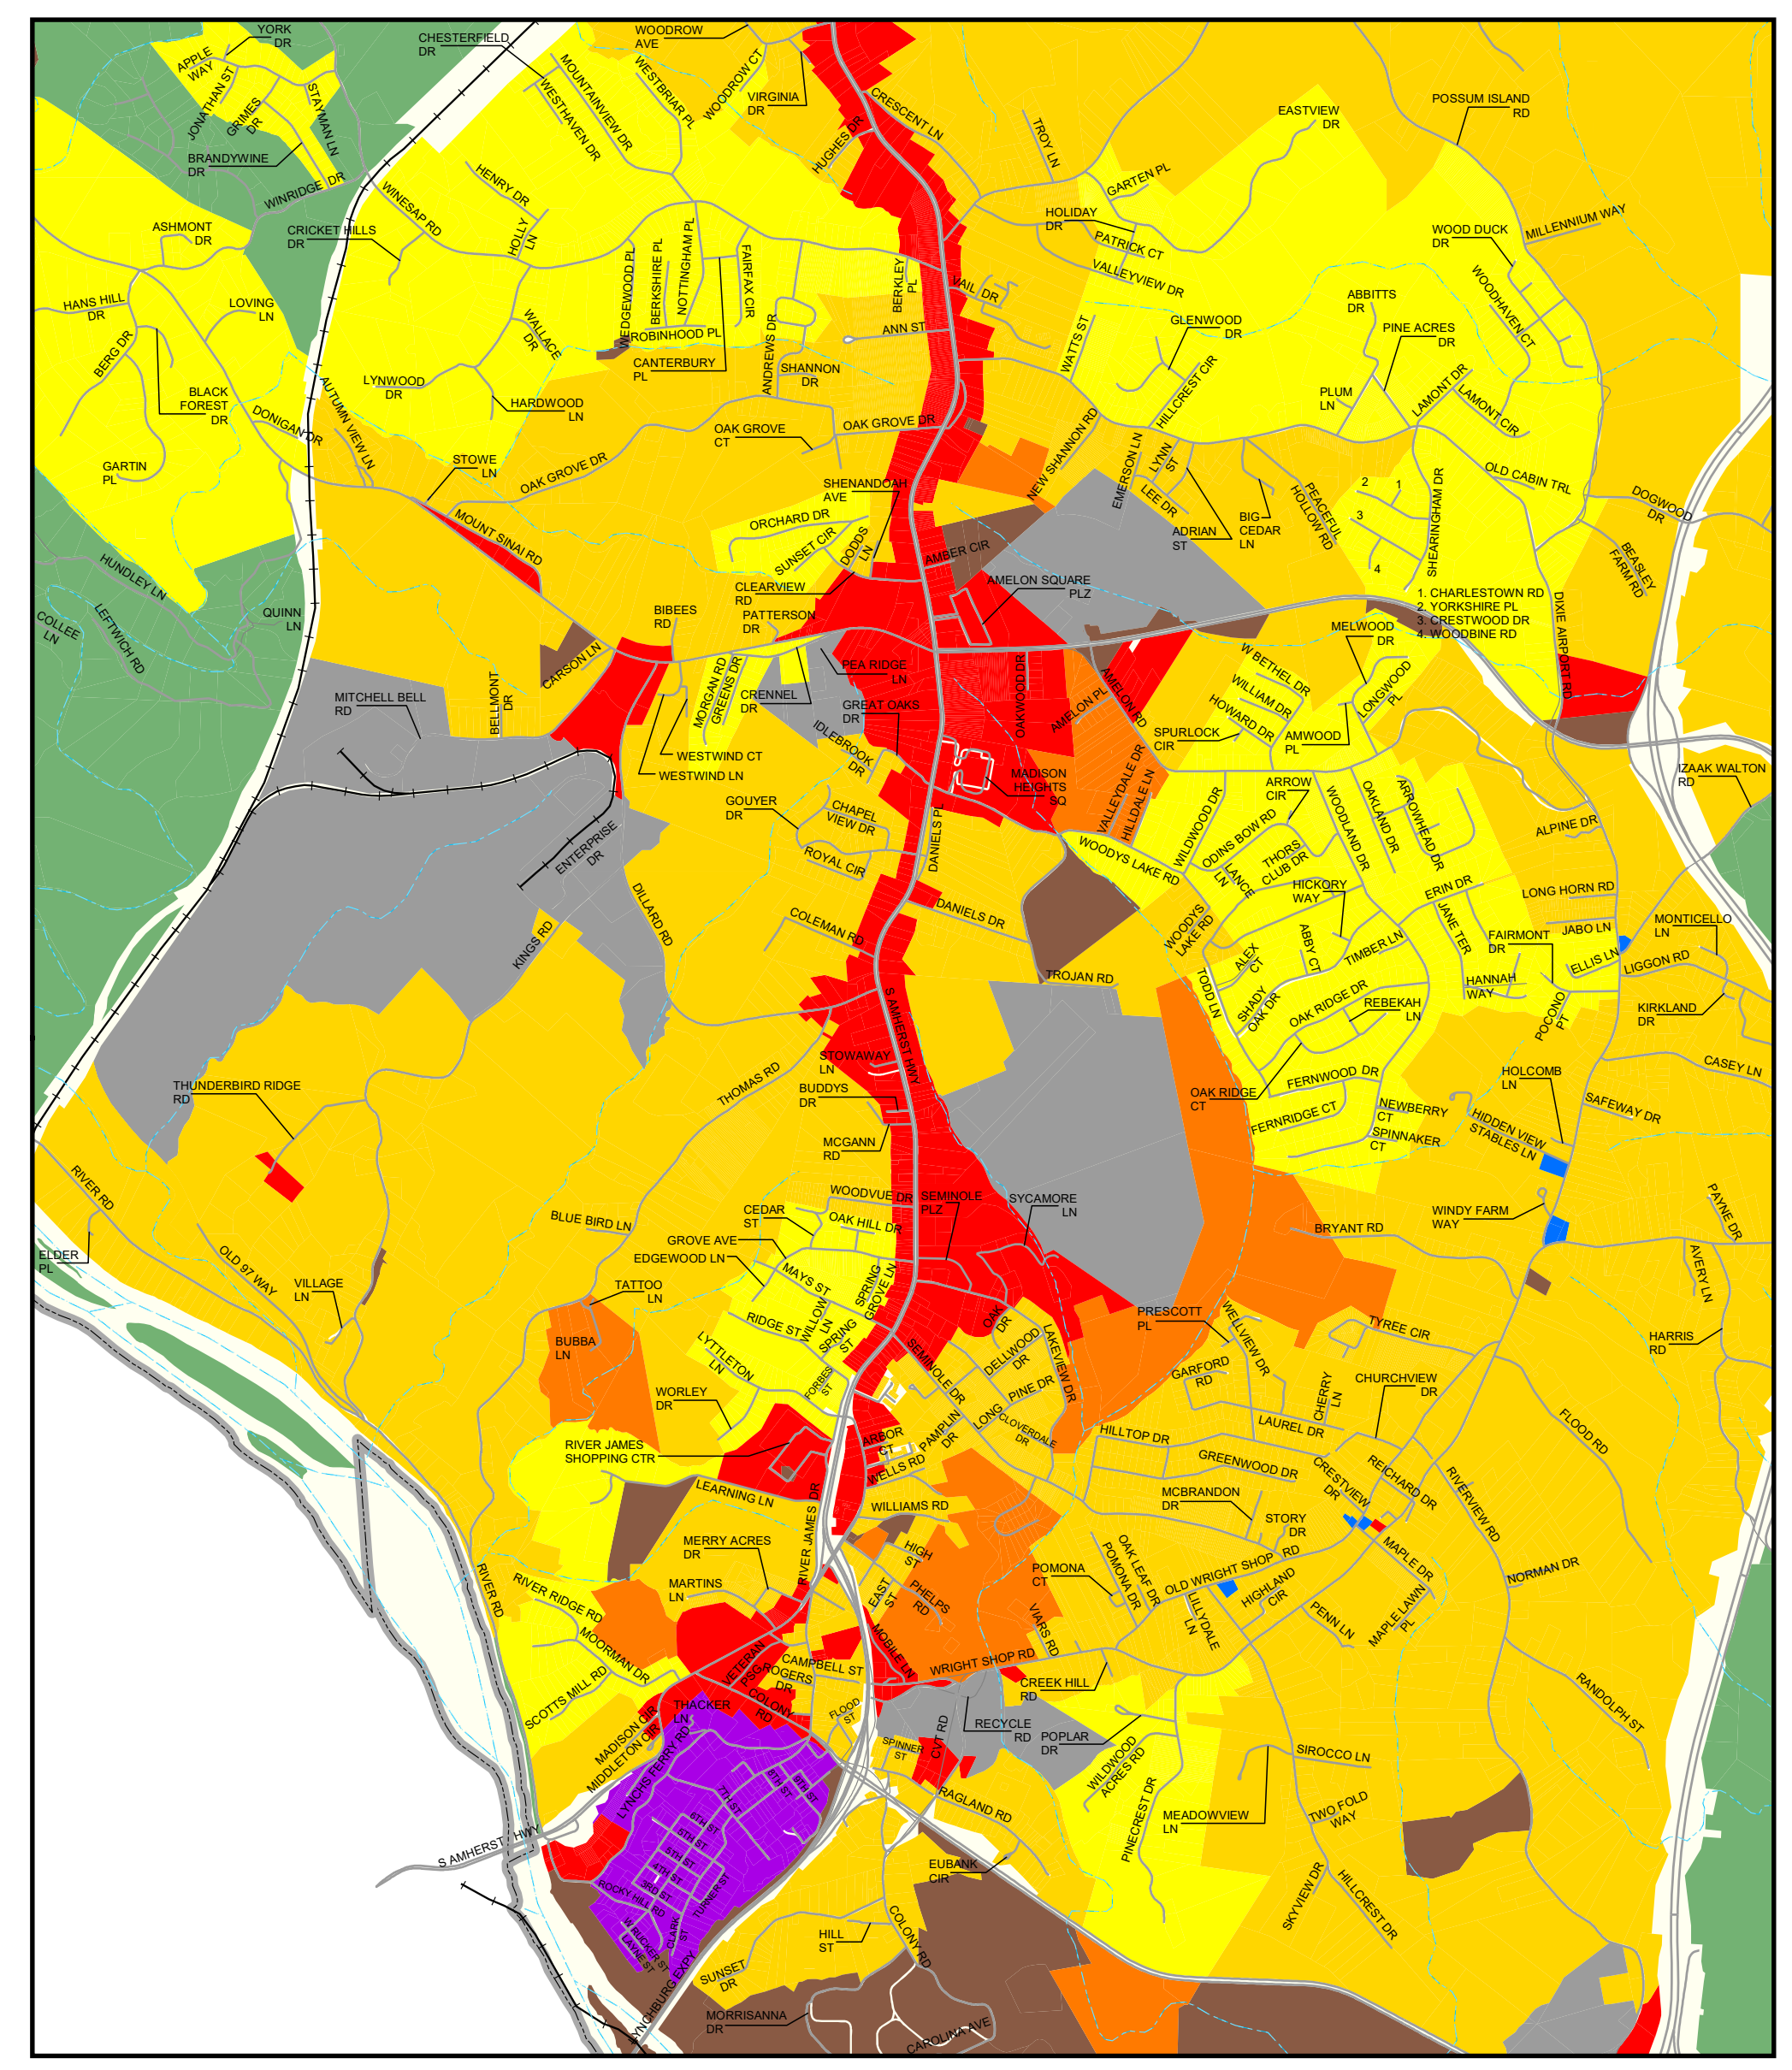 YORK
DR
CHESTERFIELD
DR
WOODROW
AVE
APPLE
WAY
JONATHAN ST
GRIMES
DR
STAYMAN LN
BRANDYWINE
DR
WINRIDGE DR
MOUNTAINVIEW DR
WESTHAVEN DR
WESTBRIAR PL
WOODROW CT
VIRGINIA
DR
HUGHES DR
CRESCENT LN
TROY LN
EASTVIEW
DR
POSSUM ISLAND
RD
GARTEN PL
HOLIDAY
DR
PATRICK CT
VALLEYVIEW DR
WOOD DUCK
DR
MILLENNIUM WAY
WOODHAVEN CT
ASHMONT
DR
CRICKET HILLS
DR
WINESAP RD
HENRY DR
HOLLY
LN
WEDGEWOOD PL
BERKSHIRE PL
NOTTINGHAM PL
FAIRFAX CIR
BERKLEY
PL
VAIL DR
HANS HILL
DR
LOVING
LN
BERG DR
BLACK
FOREST
DR
WALLACE
DR
ROBINHOOD PL
CANTERBURY
PL
ANDREWS DR
ANN ST
SHANNON
DR
WATTS ST
GLENWOOD
DR
HILLCREST CIR
ABBITTS
DR
PINE ACRES
DR
PLUM
LN
LAMONT DR
LAMONT CIR
LYNWOOD
DR
HARDWOOD
LN
DONIGAN DR
AUTUMN VIEW LN
GARTIN
PL
STOWE
LN
OAK GROVE DR
OAK GROVE
CT
OAK GROVE DR
NEW SHANNON RD
EMERSON LN
LYNN
ST
LEE DR
ADRIAN
ST
BIG
CEDAR
LN
PEACEFUL
HOLLOW RD
SHEARINGHAM DR
OLD CABIN TRL
DOGWOOD
DR
BEASLEY
FARM RD
MOUNT SINAI RD
SHENANDOAH
AVE
ORCHARD DR
SUNSET CIR
DODDS
LN
AMBER CIR
CLEARVIEW
RD
AMELON SQUARE
PLZ
1
2
3
4
1. CHARLESTOWN RD
2. YORKSHIRE PL
3. CRESTWOOD DR
4. WOODBINE RD
HUNDLEY LN
LEFTWICH RD
COLLEE
LN
QUINN
LN
BIBEES
RD
PATTERSON
DR
CARSON LN
MORGAN RD
GREENS DR
CRENNEL
DR
PEA RIDGE
LN
GREAT OAKS
DR
OAKWOOD DR
AMELON PL
AMELON RD
W BETHEL DR
WILLIAM DR
HOWARD DR
SPURLOCK
CIR
MELWOOD
DR
LONGWOOD
PL
AMWOOD
PL
DIXIE AIRPORT RD
MITCHELL BELL
RD
BELLMONT
DR
WESTWIND CT
WESTWIND LN
IDLEBROOK
DR
MADISON
HEIGHTS
SQ
VALLEYDALE DR
HILLDALE LN
ARROW
CIR
WOODLAND DR
OAKLAND DR
ARROWHEAD DR
IZAAK WALTON
RD
GOUYER
DR
CHAPEL
VIEW DR
ROYAL CIR
DANIELS PL
WOODYS LAKE RD
WILDWOOD DR
ODINS BOW RD
THORS
CLUB DR
LANCE
LN
HICKORY
WAY
ERIN DR
ALPINE DR
LONG HORN RD
ENTERPRISE
DR
DILLARD RD
KINGS RD
COLEMAN RD
DANIELS DR
TROJAN RD
WOODYS
LAKE RD
TODD LN
ALEX
CT
ABBY CT
TIMBER LN
JANE TER
FAIRMONT
DR
JABO LN
ELLIS LN
LIGGON RD
MONTICELLO
LN
KIRKLAND
DR
HANNAH
WAY
POCONO
PT
SHADY
OAK DR
OAK RIDGE DR
REBEKAH
LN
S AMHERST HWY
STOWAWAY
LN
BUDDYS
DR
MCGANN
RD
THOMAS RD
THUNDERBIRD RIDGE
RD
OAK RIDGE
CT
FERNWOOD DR
FERNRIDGE CT
NEWBERRY
CT
SPINNAKER
CT
HOLCOMB
LN
HIDDEN VIEW
STABLES LN
SAFEWAY DR
CASEY LN
RIVER RD
ELDER
PL
OLD 97 WAY
VILLAGE
LN
BLUE BIRD LN
CEDAR
ST
GROVE AVE
EDGEWOOD LN
WOODVUE DR
OAK HILL DR
SEMINOLE
PLZ
SYCAMORE
LN
BRYANT RD
WINDY FARM
WAY
PAYNE DR
AVERY LN
HARRIS
RD
TATTOO
LN
BUBBA
LN
MAYS ST
RIDGE ST
WILLOW
LN
SPRING
ST
SPRING
GROVE LN
LYTTLETON
LN
FORBES
ST
WORLEY
DR
SEMINOLE DR
OAK
DR
DELLWOOD
DR
LAKEVIEW DR
PINE DR
LONG
CLOVERDALE
DR
PAMPLIN
DR
PRESCOTT
PL
WELLVIEW DR
GARFORD
RD
CHERRY
LN
LAUREL DR
TYREE CIR
CHURCHVIEW
DR
FLOOD RD
RIVER JAMES
SHOPPING CTR
LEARNING LN
ARBOR
CT
WELLS RD
WILLIAMS RD
HILLTOP DR
GREENWOOD DR
MCBRANDON
DR
STORY
DR
CRESTVIEW
DR
REICHARD DR
RIVERVIEW RD
MAPLE DR
MAPLE LAWN
PL
NORMAN DR
MERRY ACRES
DR
MARTINS
LN
RIVER JAMES DR
HIGH
ST
EAST
ST
PHELPS
RD
VIARS RD
POMONA
CT
POMONA DR
OAK LEAF DR
OLD WRIGHT SHOP RD
LILLYDALE
LN
HIGHLAND
CIR
PENN LN
RIVER RD
RIVER RIDGE RD
MOORMAN DR
SCOTTS MILL RD
VETERAN
PSG
ROGERS
DR
CAMPBELL ST
MOBILE LN
WRIGHT SHOP RD
CREEK HILL
RD
RANDOLPH ST
MADISON CIR
MIDDLETON CIR
THACKER
LN
COLONY
RD
FLOOD
ST
SPINNER
ST
CVT RD
RECYCLE
RD
POPLAR
DR
WILDWOOD
ACRES RD
PINECREST DR
SIROCCO LN
MEADOWVIEW
LN
TWO FOLD
WAY
SKYVIEW DR
HILLCREST DR
LYNCHS FERRY RD
7TH ST
8TH ST
9TH ST
6TH ST
5TH ST
5TH ST
4TH ST
3RD ST
ROCKY HILL RD
TURNER ST
CLARK
ST
W RUCKER ST
LAYNE ST
S AMHERST HWY
RAGLAND RD
EUBANK
CIR
HILL
ST
COLONY RD
SUNSET
DR
LYNCHBURG EXPY
MORRISANNA
DR
CAROLINA AVE